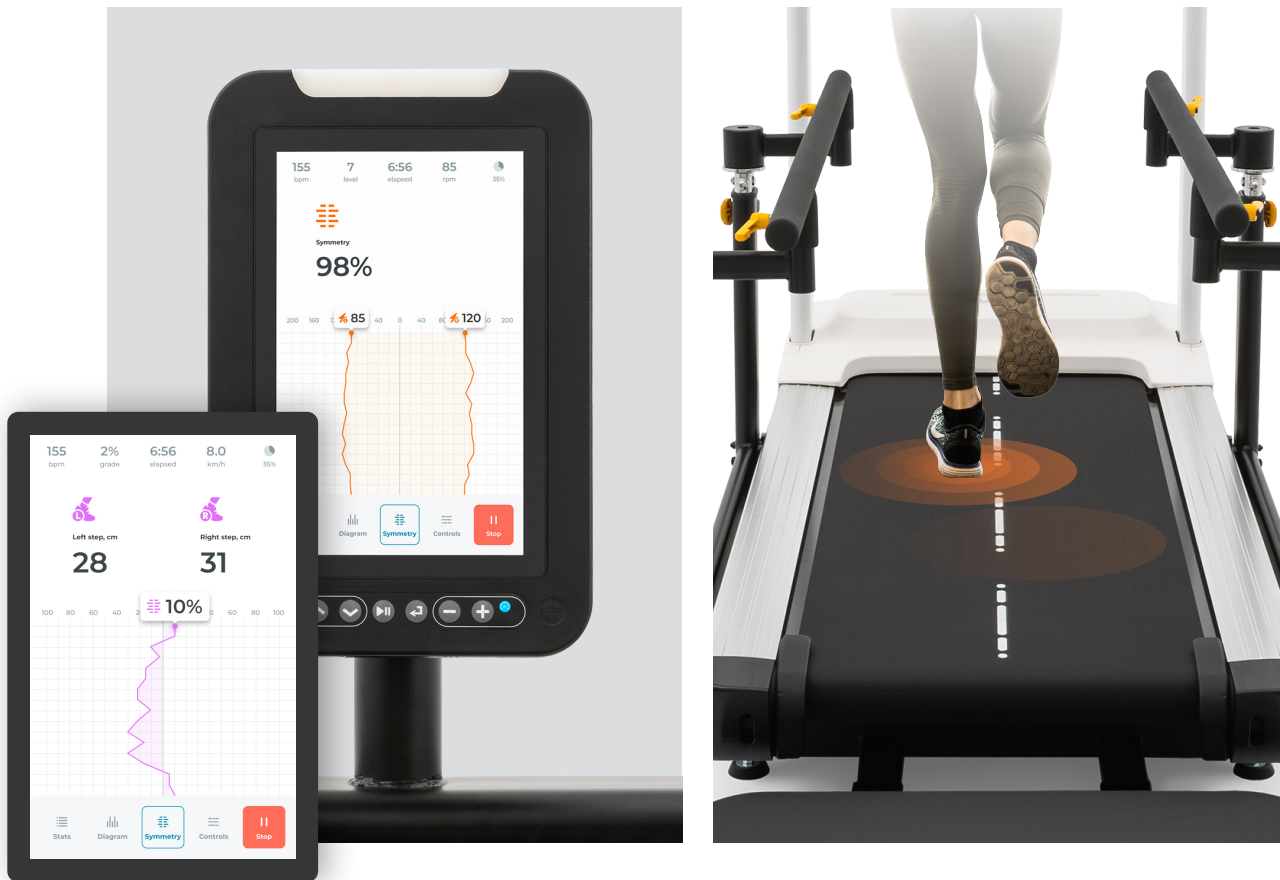 155 7 6:56 85
bpm level elapsed rpm 35%
Symmetry
98%
85 120
200 160 40 0 40 200
Diagram Symmetry Controls Stop
155 2% 6:56 8.0
bpm grade elapsed km/h 35%
L R
Left step, cm Right step, cm
28 31
10%
100 80 60 40 60 80 100
Stats Diagram Symmetry Controls Stop